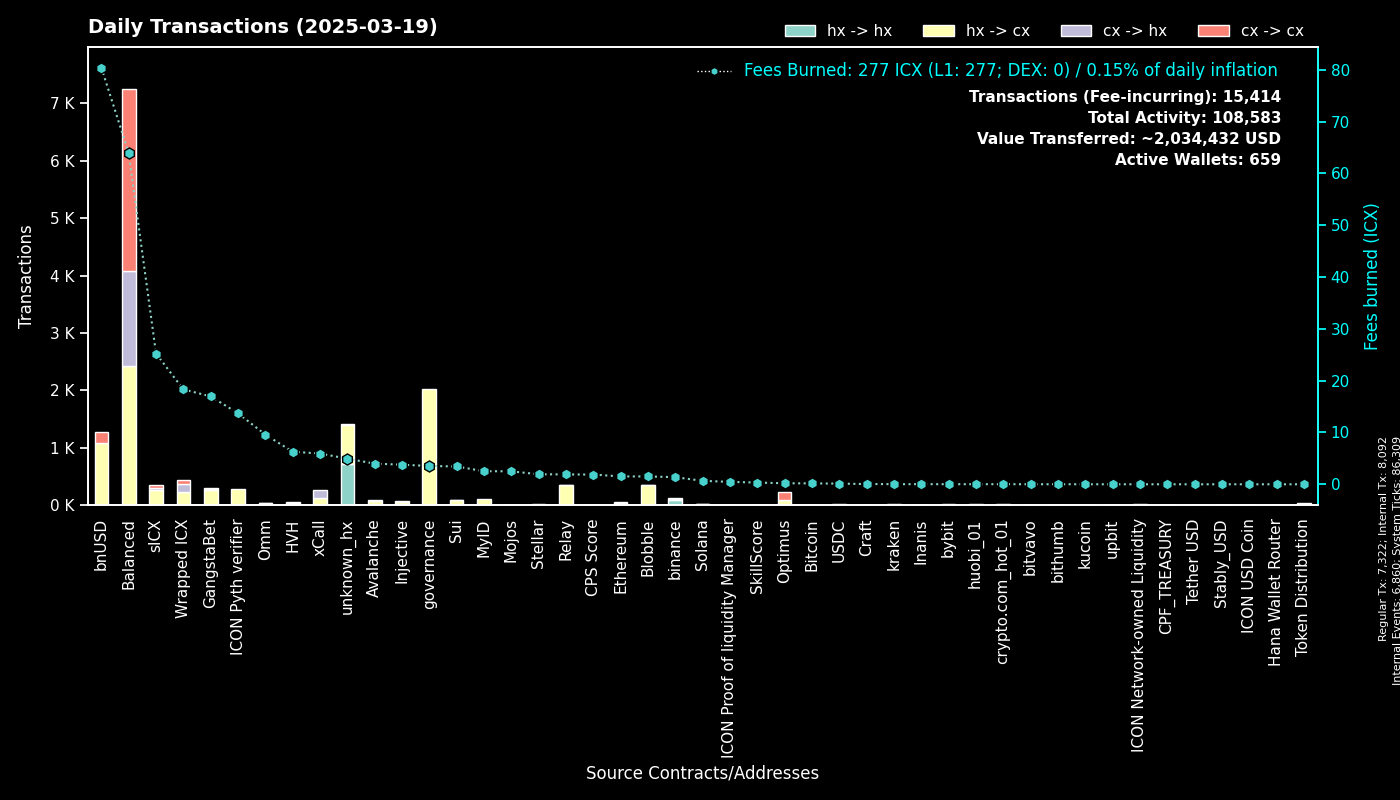 Daily Transactions (2025-03-19)
hx -> hx
hx -> cx
cx -> hx
cx -> cx
Fees Burned: 277 ICX (L1: 277; DEX: 0) / 0.15% of daily inflation
Transactions (Fee-incurring): 15,414
Total Activity: 108,583
Value Transferred: ~2,034,432 USD
Active Wallets: 659
Transactions
7 K
6 K
5 K
4 K
3 K
2 K
1 K
0 K
80
70
60
50
40
30
20
10
0
Fees burned (ICX)
bnUSD
Balanced
sICX
Wrapped ICX
GangstaBet
ICON Pyth verifier
Omm
HVH
xCall
unknown_hx
Avalanche
Injective
governance
Sui
MyID
Mojos
Stellar
Relay
CPS Score
Ethereum
Blobble
binance
Solana
ICON Proof of liquidity Manager
SkillScore
Optimus
Bitcoin
USDC
Craft
kraken
Inanis
bybit
huobi_01
crypto.com_hot_01
bitvavo
bithumb
kucoin
upbit
ICON Network-owned Liquidity
CPF_TREASURY
Tether USD
Stably_USD
ICON USD Coin
Hana Wallet Router
Token Distribution
Source Contracts/Addresses
Regular Tx: 7,322; Internal Tx: 8,092
Internal Events: 6,860; System Ticks: 86,309